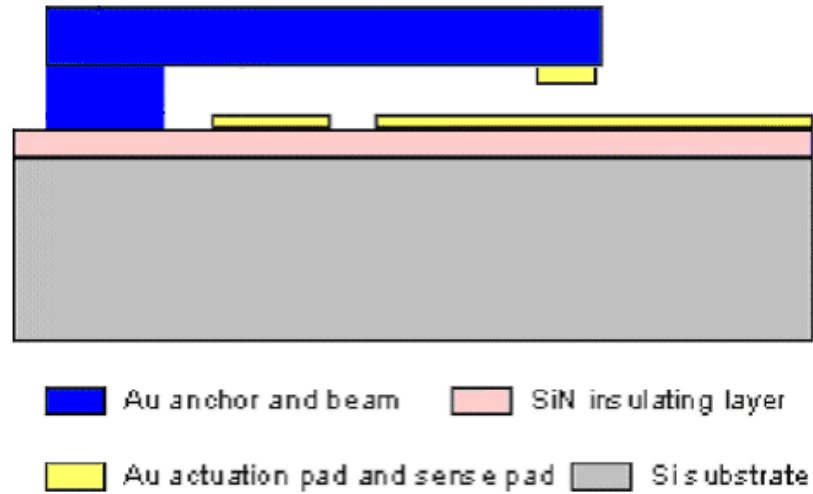 Au anchor and beam
SiN insulating layer
Au actuation pad and sense pad
Si substrate